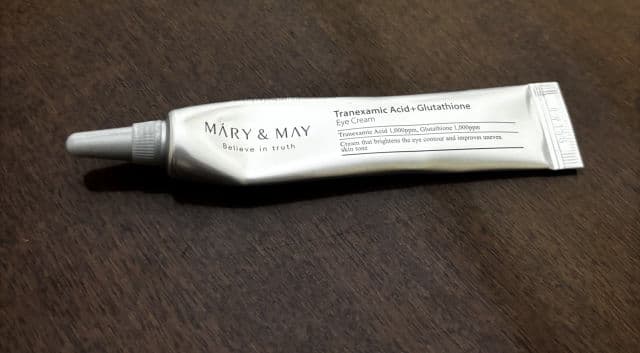 MĀRY & MAY
Believe in truth
Tranexamic Acid+Glutathione
Eye Cream
Tranexamic Acid 1,000ppm, Glutathione 1,000ppm
Cream that brightens the eye contour and improves uneven
skin tone